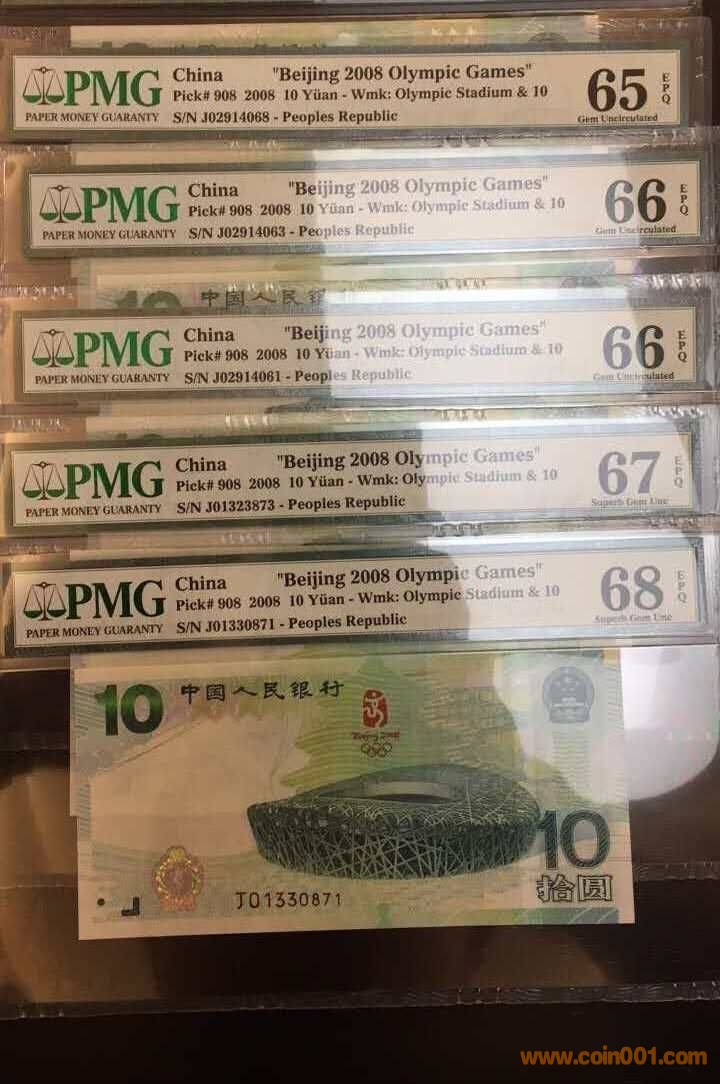 PMG
PAPER MONEY GUARANTY
China "Beijing 2008 Olympic Games"
Pick# 908 2008 10 Yüan - Wmk: Olympic Stadium & 10
S/N J02914068 - Peoples Republic
65
EPQ
Gem Uncirculated
PMG
PAPER MONEY GUARANTY
China "Beijing 2008 Olympic Games"
Pick# 908 2008 10 Yüan - Wmk: Olympic Stadium & 10
S/N J02914063 - Peoples Republic
66
EPQ
Gem Uncirculated
10 中国人民银
PMG
PAPER MONEY GUARANTY
China "Beijing 2008 Olympic Games"
Pick# 908 2008 10 Yüan - Wmk: Olympic Stadium & 10
S/N J02914061 - Peoples Republic
66
EPQ
Gem Uncirculated
PMG
PAPER MONEY GUARANTY
China "Beijing 2008 Olympic Games"
Pick# 908 2008 10 Yüan - Wmk: Olympic Stadium & 10
S/N J01323873 - Peoples Republic
67
EPQ
Superb Gem Unc
PMG
PAPER MONEY GUARANTY
China "Beijing 2008 Olympic Games"
Pick# 908 2008 10 Yüan - Wmk: Olympic Stadium & 10
S/N J01330871 - Peoples Republic
68
EPQ
Superb Gem Unc
10 中国人民银行
Beijing 2008
10
拾圆
J01330871
www.coin001.com